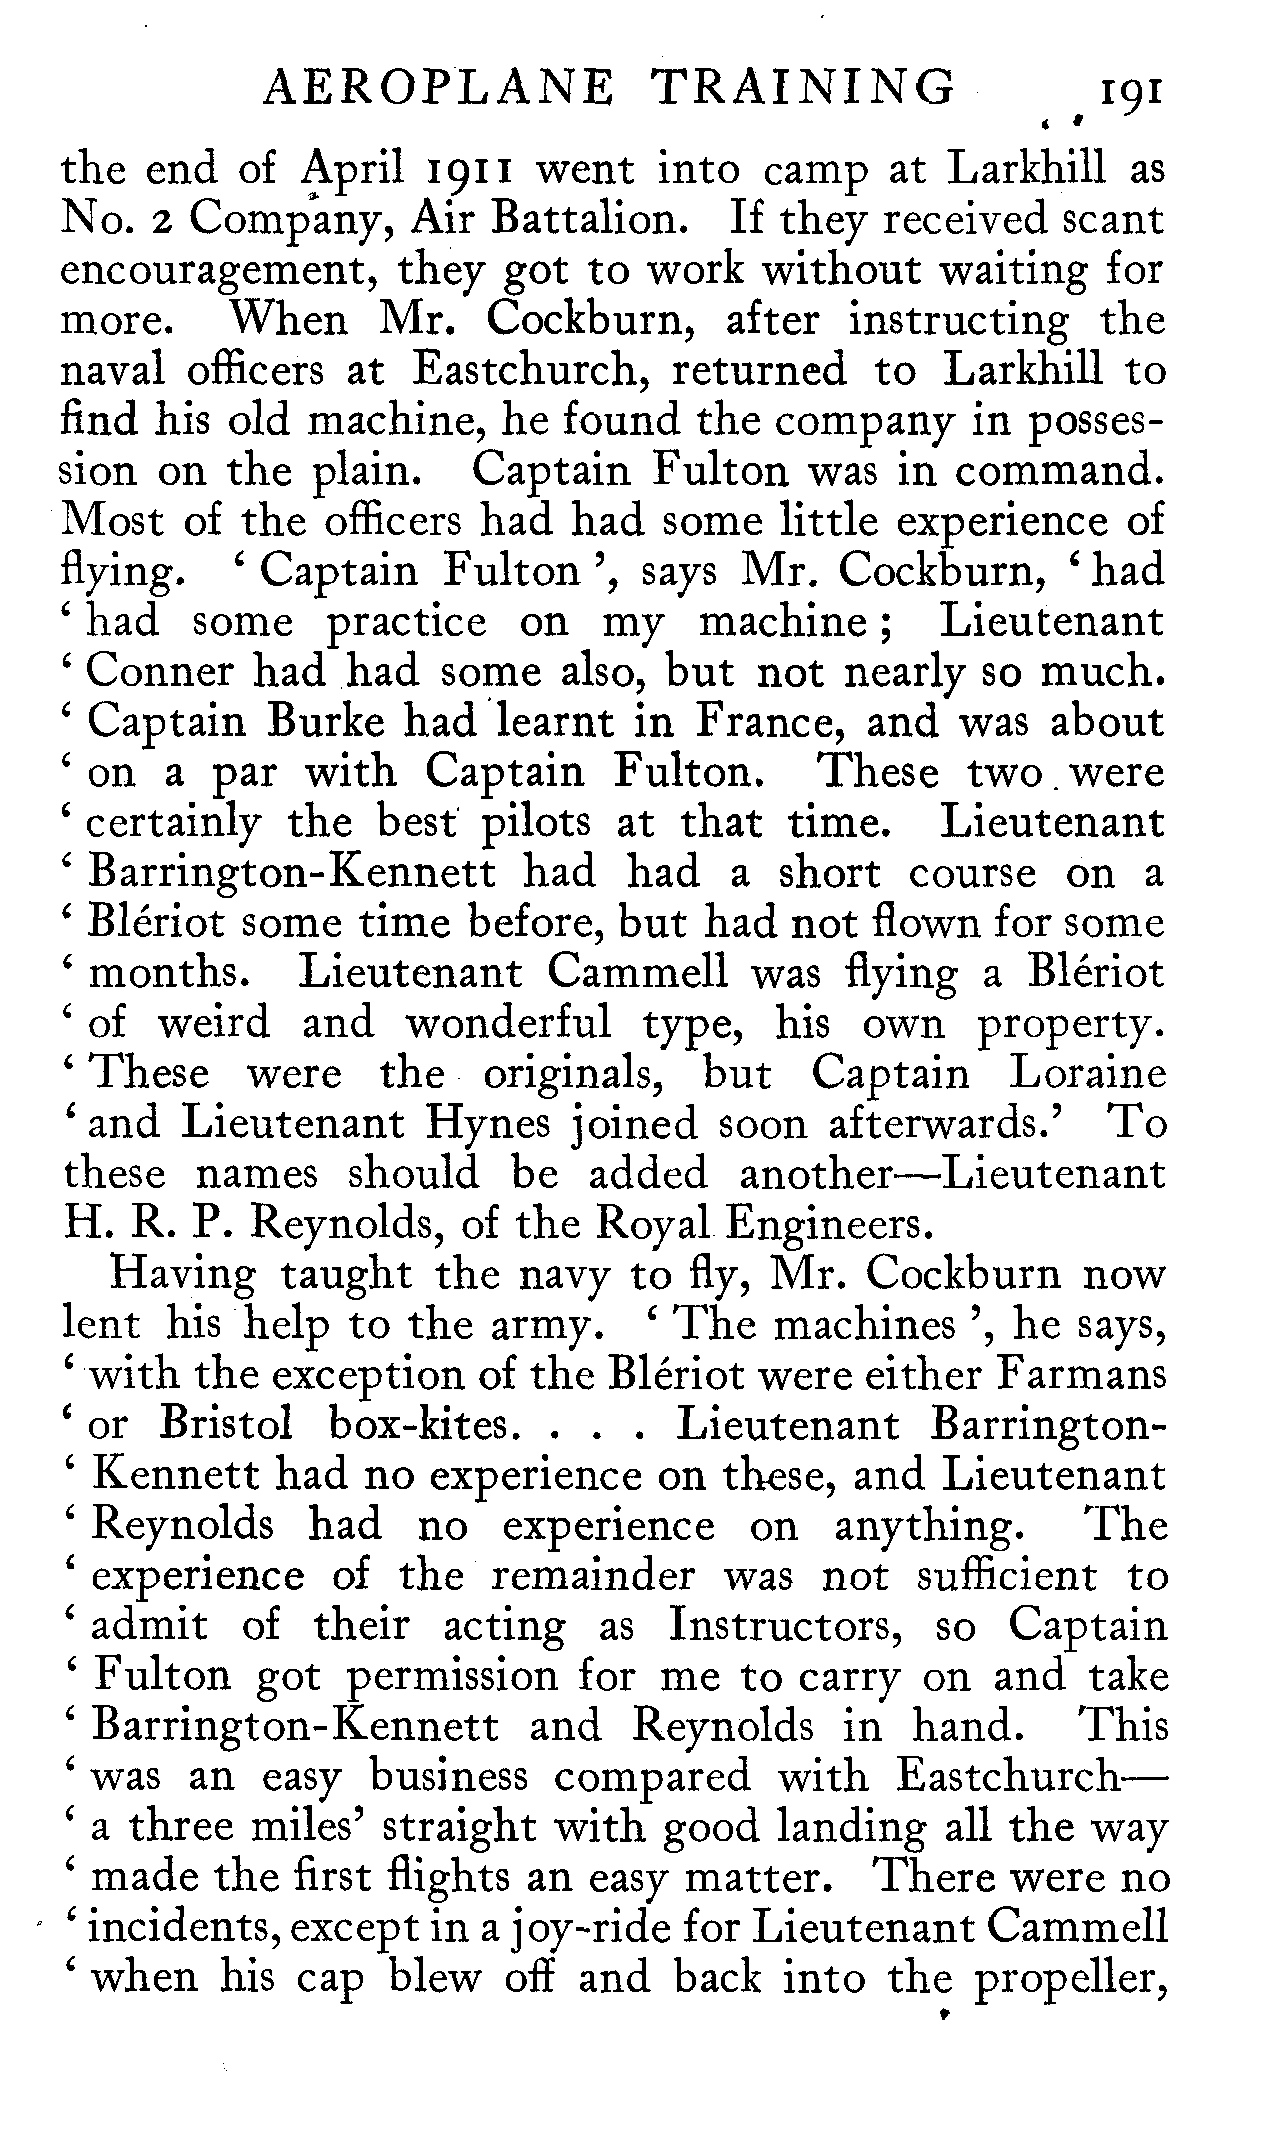 AEROPLANE TRAINING 191
the end of April 1911 went into camp at Larkhill as
No. 2 Company, Air Battalion. If they received scant
encouragement, they got to work without waiting for
more. When Mr. Cockburn, after instructing the
naval officers at Eastchurch, returned to Larkhill to
find his old machine, he found the company in posses-
sion on the plain. Captain Fulton was in command.
Most of the officers had had some little experience of
flying. ‘ Captain Fulton ’, says Mr. Cockburn, ‘ had
‘ had some practice on my machine ; Lieutenant
‘ Conner had had some also, but not nearly so much.
‘ Captain Burke had learnt in France, and was about
‘ on a par with Captain Fulton. These two were
‘ certainly the best pilots at that time. Lieutenant
‘ Barrington-Kennett had had a short course on a
‘ Blériot some time before, but had not flown for some
‘ months. Lieutenant Cammell was flying a Blériot
‘ of weird and wonderful type, his own property.
‘ These were the originals, but Captain Loraine
‘ and Lieutenant Hynes joined soon afterwards.’ To
these names should be added another—Lieutenant
H. R. P. Reynolds, of the Royal Engineers.
Having taught the navy to fly, Mr. Cockburn now
lent his help to the army. ‘ The machines ’, he says,
‘ with the exception of the Blériot were either Farmans
‘ or Bristol box-kites. . . . Lieutenant Barrington-
‘ Kennett had no experience on these, and Lieutenant
‘ Reynolds had no experience on anything. The
‘ experience of the remainder was not sufficient to
‘ admit of their acting as Instructors, so Captain
‘ Fulton got permission for me to carry on and take
‘ Barrington-Kennett and Reynolds in hand. This
‘ was an easy business compared with Eastchurch—
‘ a three miles’ straight with good landing all the way
‘ made the first flights an easy matter. There were no
‘ incidents, except in a joy-ride for Lieutenant Cammell
‘ when his cap blew off and back into the propeller,